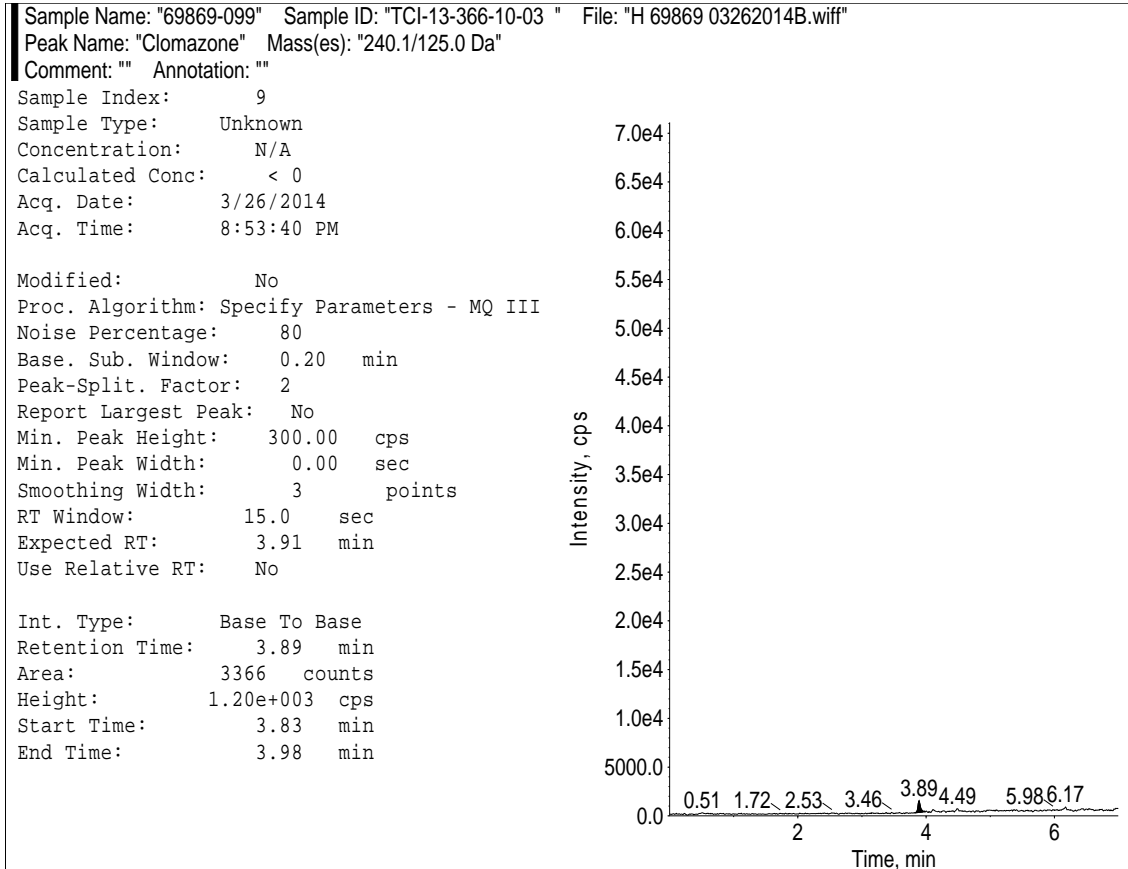 Sample Name: "69869-099"    Sample ID: "TCI-13-366-10-03  "    File: "H 69869 03262014B.wiff"
Peak Name: "Clomazone"    Mass(es): "240.1/125.0 Da"
Comment: ""    Annotation: ""
Sample Index:        9
Sample Type:      Unknown
Concentration:      N/A
Calculated Conc:     < 0
Acq. Date:       3/26/2014
Acq. Time:       8:53:40 PM
Modified:           No
Proc. Algorithm: Specify Parameters - MQ III
Noise Percentage:     80
Base. Sub. Window:    0.20   min
Peak-Split. Factor:   2
Report Largest Peak:   No
Min. Peak Height:    300.00   cps
Min. Peak Width:       0.00   sec
Smoothing Width:       3      points
RT Window:         15.0    sec
Expected RT:        3.91   min
Use Relative RT:    No
Int. Type:       Base To Base
Retention Time:     3.89   min
Area:            3366   counts
Height:         1.20e+003  cps
Start Time:         3.83   min
End Time:           3.98   min
7.0e4
6.5e4
6.0e4
5.5e4
5.0e4
4.5e4
4.0e4
3.5e4
3.0e4
2.5e4
2.0e4
1.5e4
1.0e4
5000.0
0.0
Intensity, cps
0.51 1.72 2.53 3.46 3.89 4.49 5.98 6.17
2 4 6
Time, min